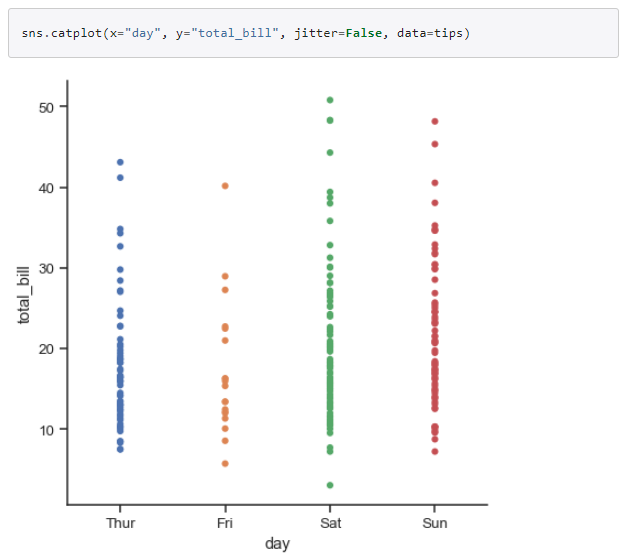 sns.catplot(x="day", y="total_bill", jitter=False, data=tips)
50
40
30
20
10
total_bill
Thur Fri Sat Sun
day